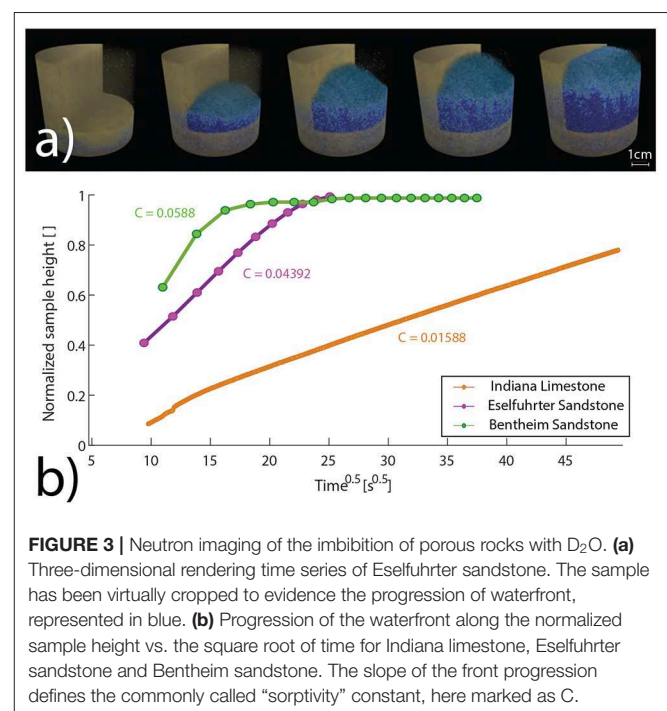 a)
1cm
1
0.8
0.6
0.4
0.2
0
Normalized sample height [ ]
C = 0.0588
C = 0.04392
C = 0.01588
Indiana Limestone
Eselfuhrter Sandstone
Bentheim Sandstone
5 10 15 20 25 30 35 40 45
Time^0.5 [s^0.5]
b)
FIGURE 3 | Neutron imaging of the imbibition of porous rocks with D₂O. (a)
Three-dimensional rendering time series of Eselfuhrter sandstone. The sample
has been virtually cropped to evidence the progression of waterfront,
represented in blue. (b) Progression of the waterfront along the normalized
sample height vs. the square root of time for Indiana limestone, Eselfuhrter
sandstone and Bentheim sandstone. The slope of the front progression
defines the commonly called “sorptivity” constant, here marked as C.